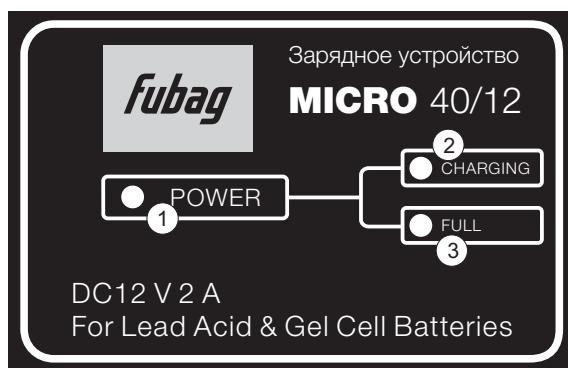 fubag
Зарядное устройство
MICRO 40/12
2
CHARGING
POWER
1
FULL
3
DC12 V 2 A
For Lead Acid & Gel Cell Batteries